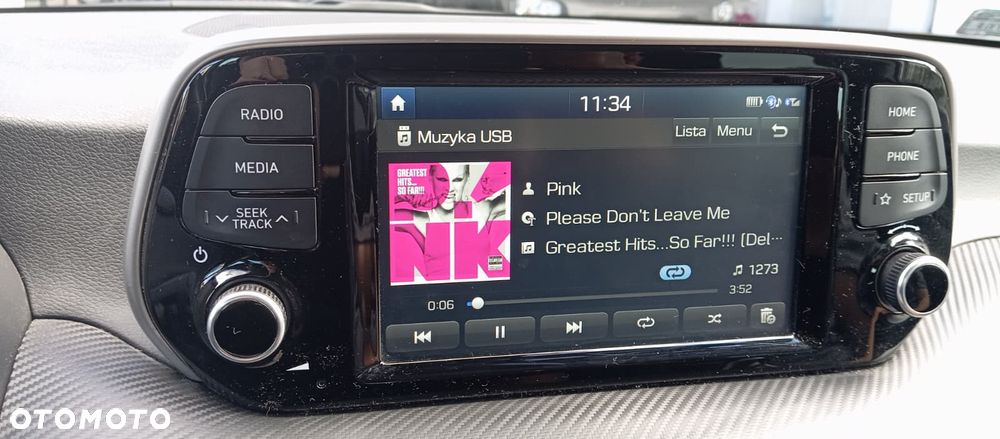 11:34
RADIO
HOME
Muzyka USB
Lista
Menu
MEDIA
PHONE
GREATEST
HITS...
SO FAR!!!
Pink
SEEK
TRACK
SETUP
Please Don't Leave Me
Greatest Hits...So Far!!! (Del···
P!NK
1273
0:06
3:52
OTOMOTO